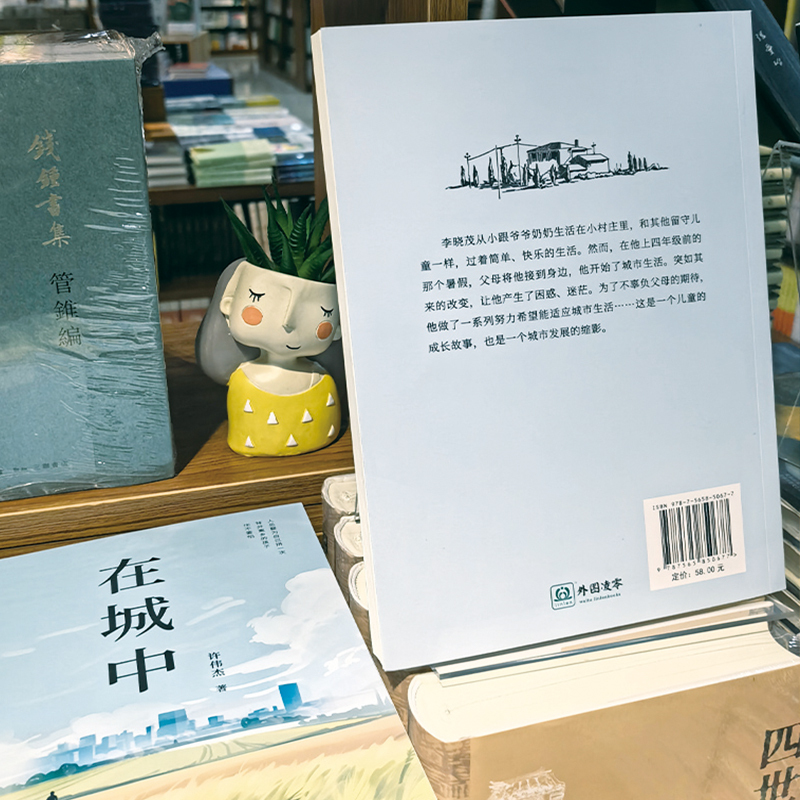 錢鍾書集
管錐編
李晓茂从小跟爷爷奶奶生活在小村庄里，和其他留守儿
童一样，过着简单、快乐的生活。然而，在他上四年级前的
那个暑假，父母将他接到身边，他开始了城市生活。突如其
来的改变，让他产生了困惑、迷茫。为了不辜负父母的期待，
他做了一系列努力希望能适应城市生活……这是一个儿童的
成长故事，也是一个城市发展的缩影。
ISBN 978-7-5658-5067-7
9 787565 850677 >
定价：58.00 元
外图凌零
在城中
许伟杰 著
四
世